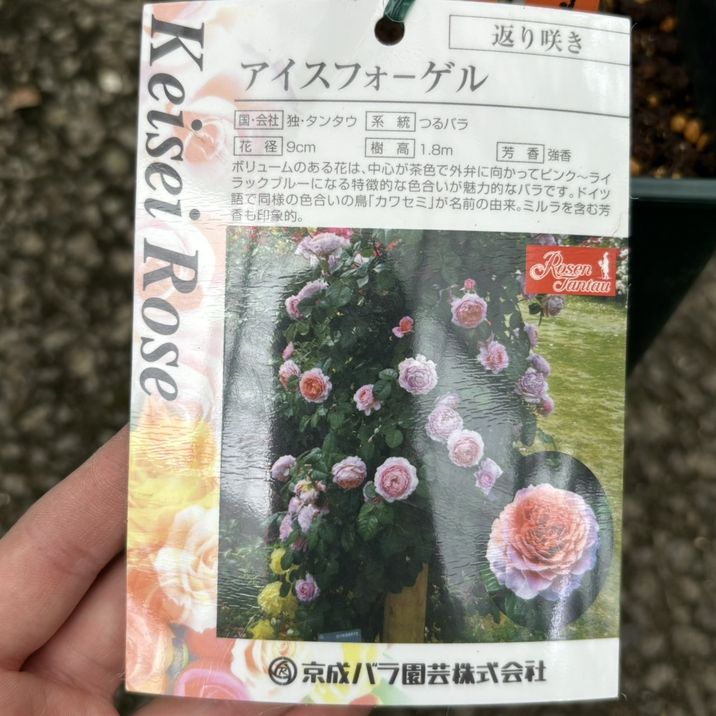 Keisei Rose
返り咲き
アイスフォーゲル
国・会社 独・タンタウ 系統 つるバラ
花径 9cm 樹高 1.8m 芳香 強香
ボリュームのある花は、中心が茶色で外弁に向かってピンク〜ライ
ラックブルーになる特徴的な色合いが魅力的なバラです。ドイツ
語で同様の色合いの鳥「カワセミ」が名前の由来。ミルラを含む芳
香も印象的。
Rosen
Tantau
京成バラ園芸株式会社